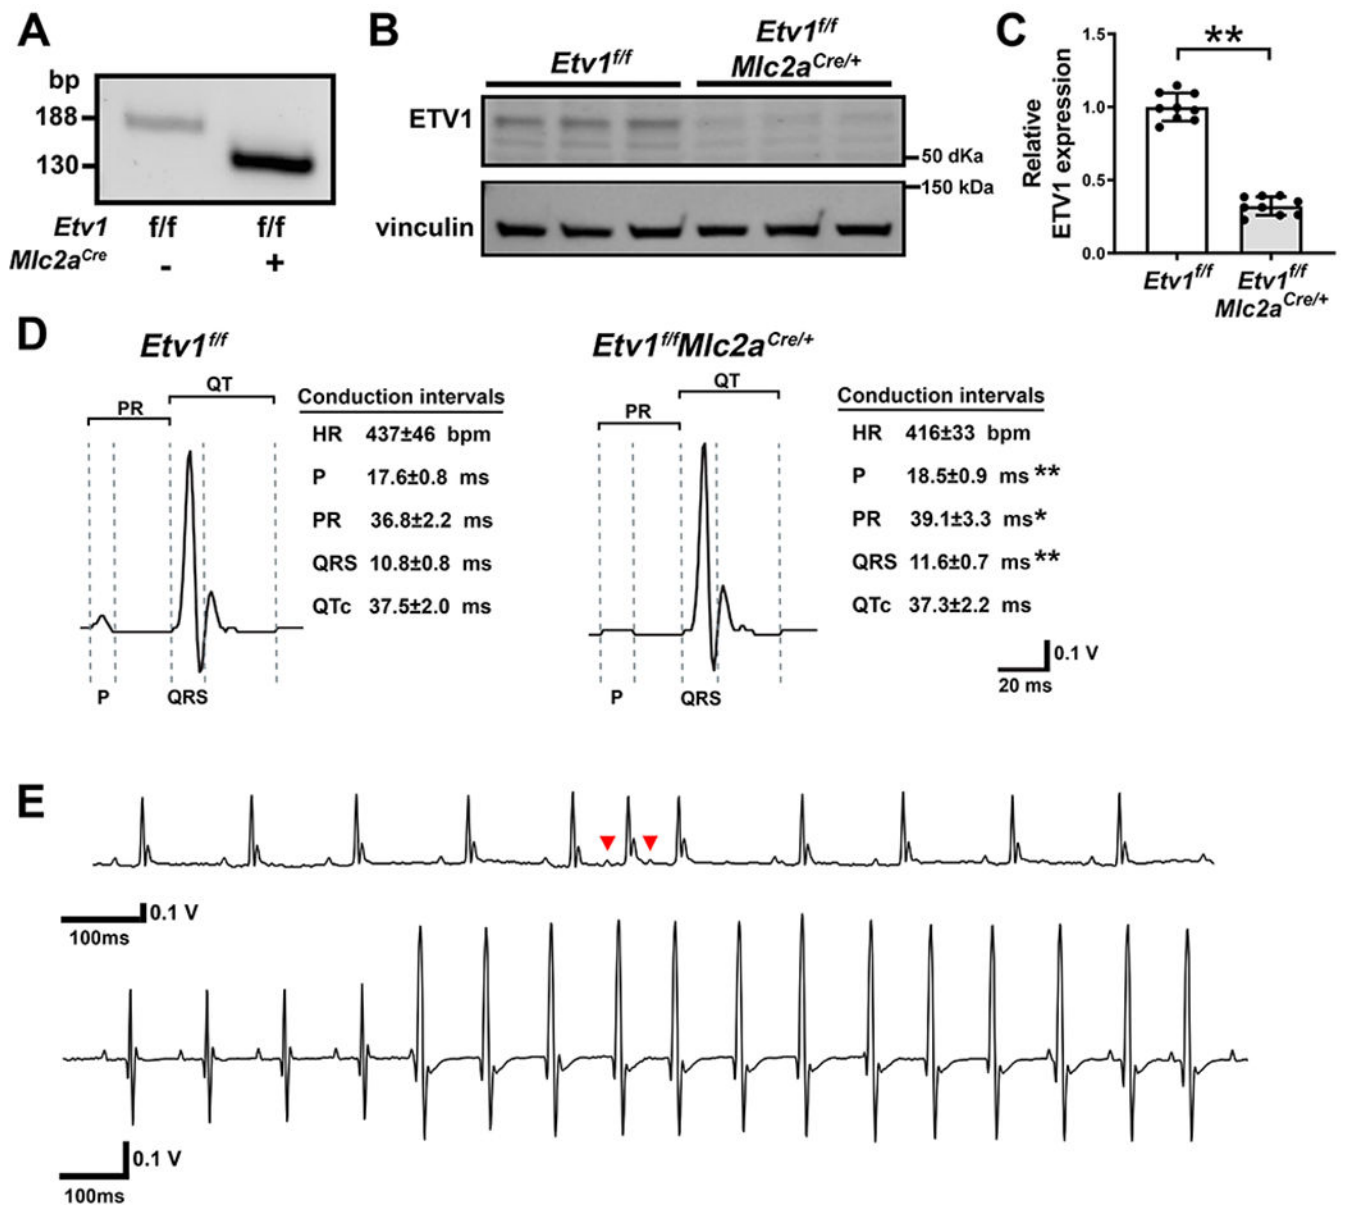 A
bp
188
130
Etv1 f/f f/f
Mlc2aCre - +
B
Etv1f/f
Etv1f/f
Mlc2aCre/+
ETV1
50 dKa
150 kDa
vinculin
C
Relative
ETV1 expression
1.5
**
1.0
0.5
0.0
Etv1f/f
Etv1f/f
Mlc2aCre/+
D
Etv1f/f
QT
PR
P
QRS
Conduction intervals
HR 437±46 bpm
P 17.6±0.8 ms
PR 36.8±2.2 ms
QRS 10.8±0.8 ms
QTc 37.5±2.0 ms
Etv1f/fMlc2aCre/+
QT
PR
P
QRS
Conduction intervals
HR 416±33 bpm
P 18.5±0.9 ms**
PR 39.1±3.3 ms*
QRS 11.6±0.7 ms**
QTc 37.3±2.2 ms
0.1 V
20 ms
E
0.1 V
100ms
0.1 V
100ms